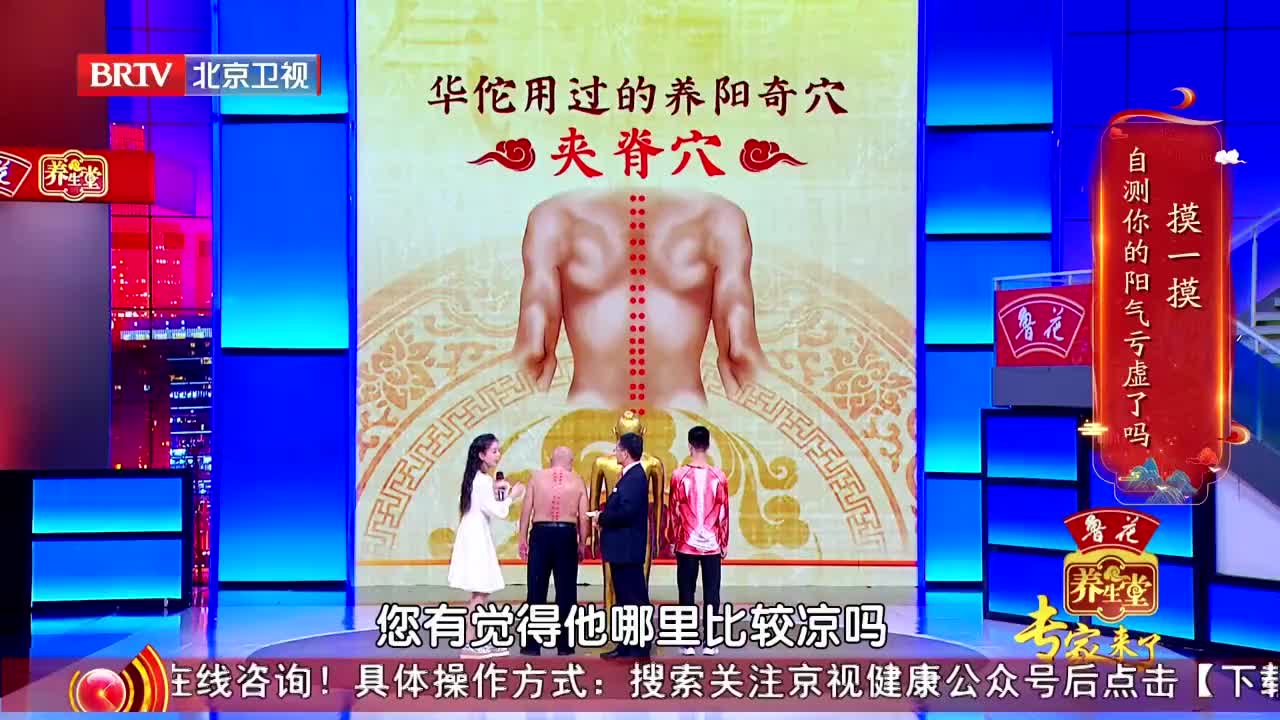 BRTV 北京卫视
华佗用过的养阳奇穴
夹脊穴
养生堂
摸一摸
自测你的阳气亏虚了吗
鲁花
鲁花
养生堂
专家来了
您有觉得他哪里比较凉吗
在线咨询！具体操作方式：搜索关注京视健康公众号后点击【下载